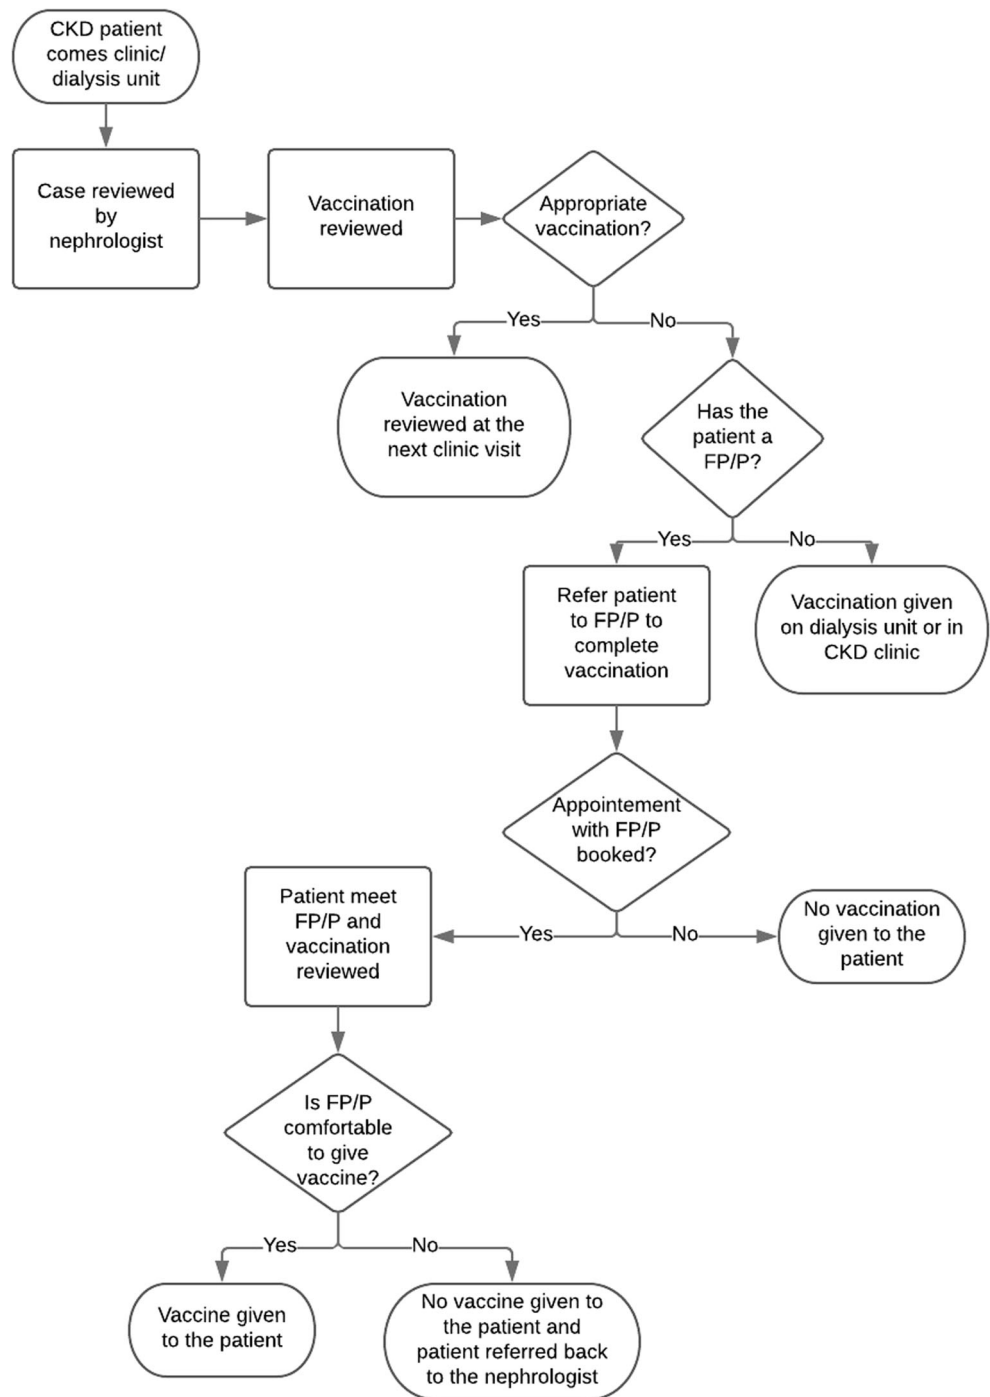 CKD patient
comes clinic/
dialysis unit
Case reviewed
by
nephrologist
Vaccination
reviewed
Appropriate
vaccination?
Yes
No
Vaccination
reviewed at the
next clinic visit
Has the
patient a
FP/P?
Yes
No
Refer patient
to FP/P to
complete
vaccination
Vaccination given
on dialysis unit or in
CKD clinic
Appointement
with FP/P
booked?
Yes
No
Patient meet
FP/P and
vaccination
reviewed
No vaccination
given to the
patient
Is FP/P
comfortable
to give
vaccine?
Yes
No
Vaccine given
to the patient
No vaccine given to
the patient and
patient referred back
to the nephrologist